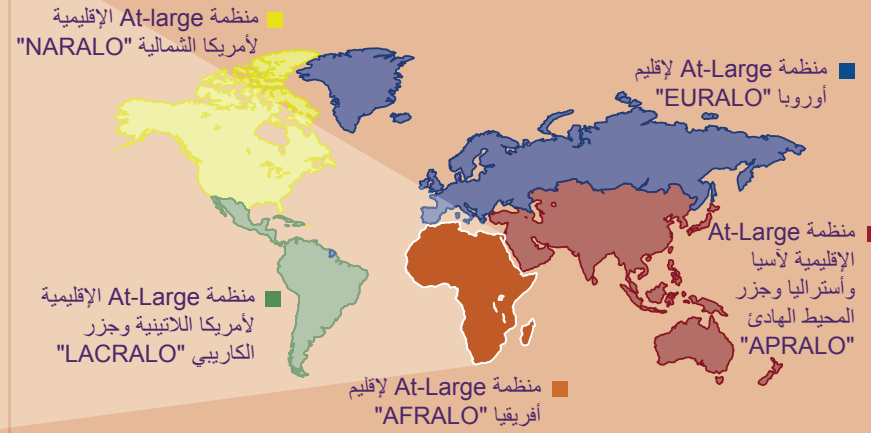 منظمة At-large الإقليمية
لأمريكا الشمالية "NARALO"
منظمة At-Large لإقليم
أوروبا "EURALO"
منظمة At-Large
الإقليمية لآسيا
وأستراليا وجزر
المحيط الهادئ
"APRALO"
منظمة At-Large الإقليمية
لأمريكا اللاتينية وجزر
الكاريبي "LACRALO"
منظمة At-Large لإقليم
أفريقيا "AFRALO"